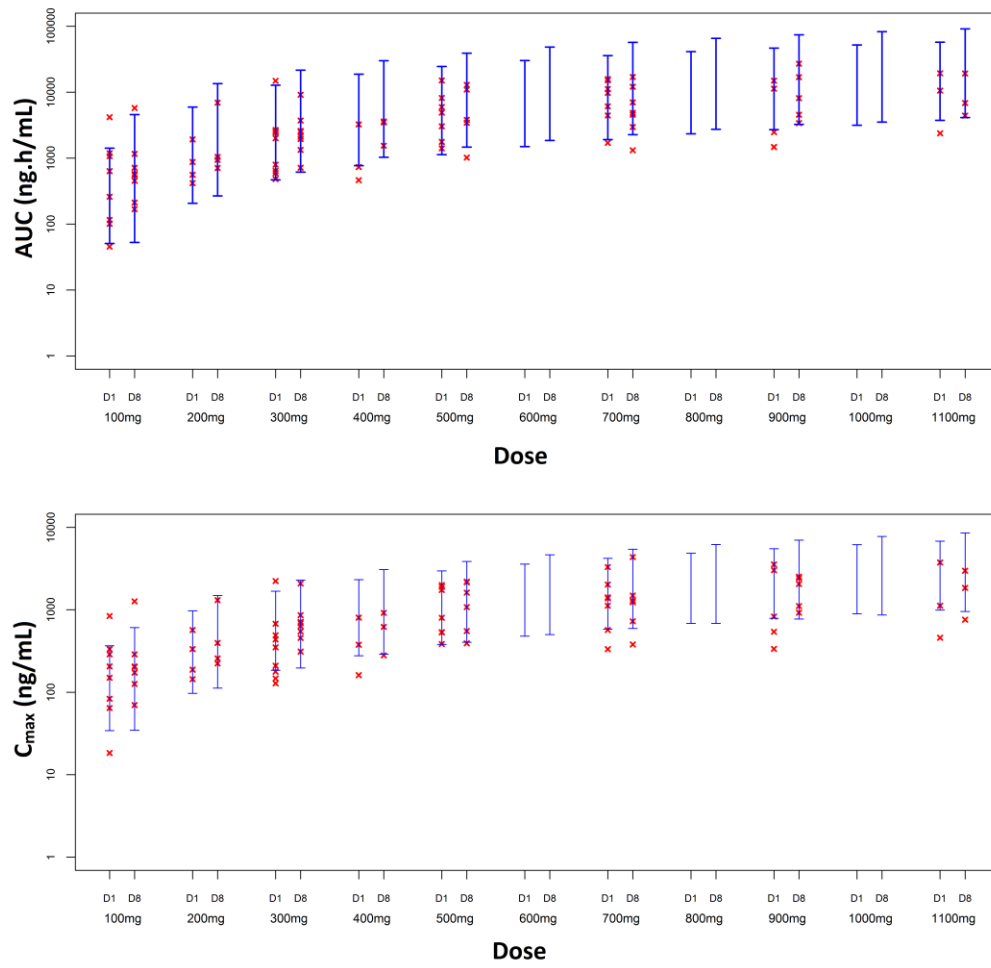 AUC (ng.h/mL)
100000
10000
1000
100
10
1
D1 D8 D1 D8 D1 D8 D1 D8 D1 D8 D1 D8 D1 D8 D1 D8 D1 D8 D1 D8 D1 D8
100mg 200mg 300mg 400mg 500mg 600mg 700mg 800mg 900mg 1000mg 1100mg
Dose
Cmax (ng/mL)
10000
1000
100
10
1
D1 D8 D1 D8 D1 D8 D1 D8 D1 D8 D1 D8 D1 D8 D1 D8 D1 D8 D1 D8 D1 D8
100mg 200mg 300mg 400mg 500mg 600mg 700mg 800mg 900mg 1000mg 1100mg
Dose